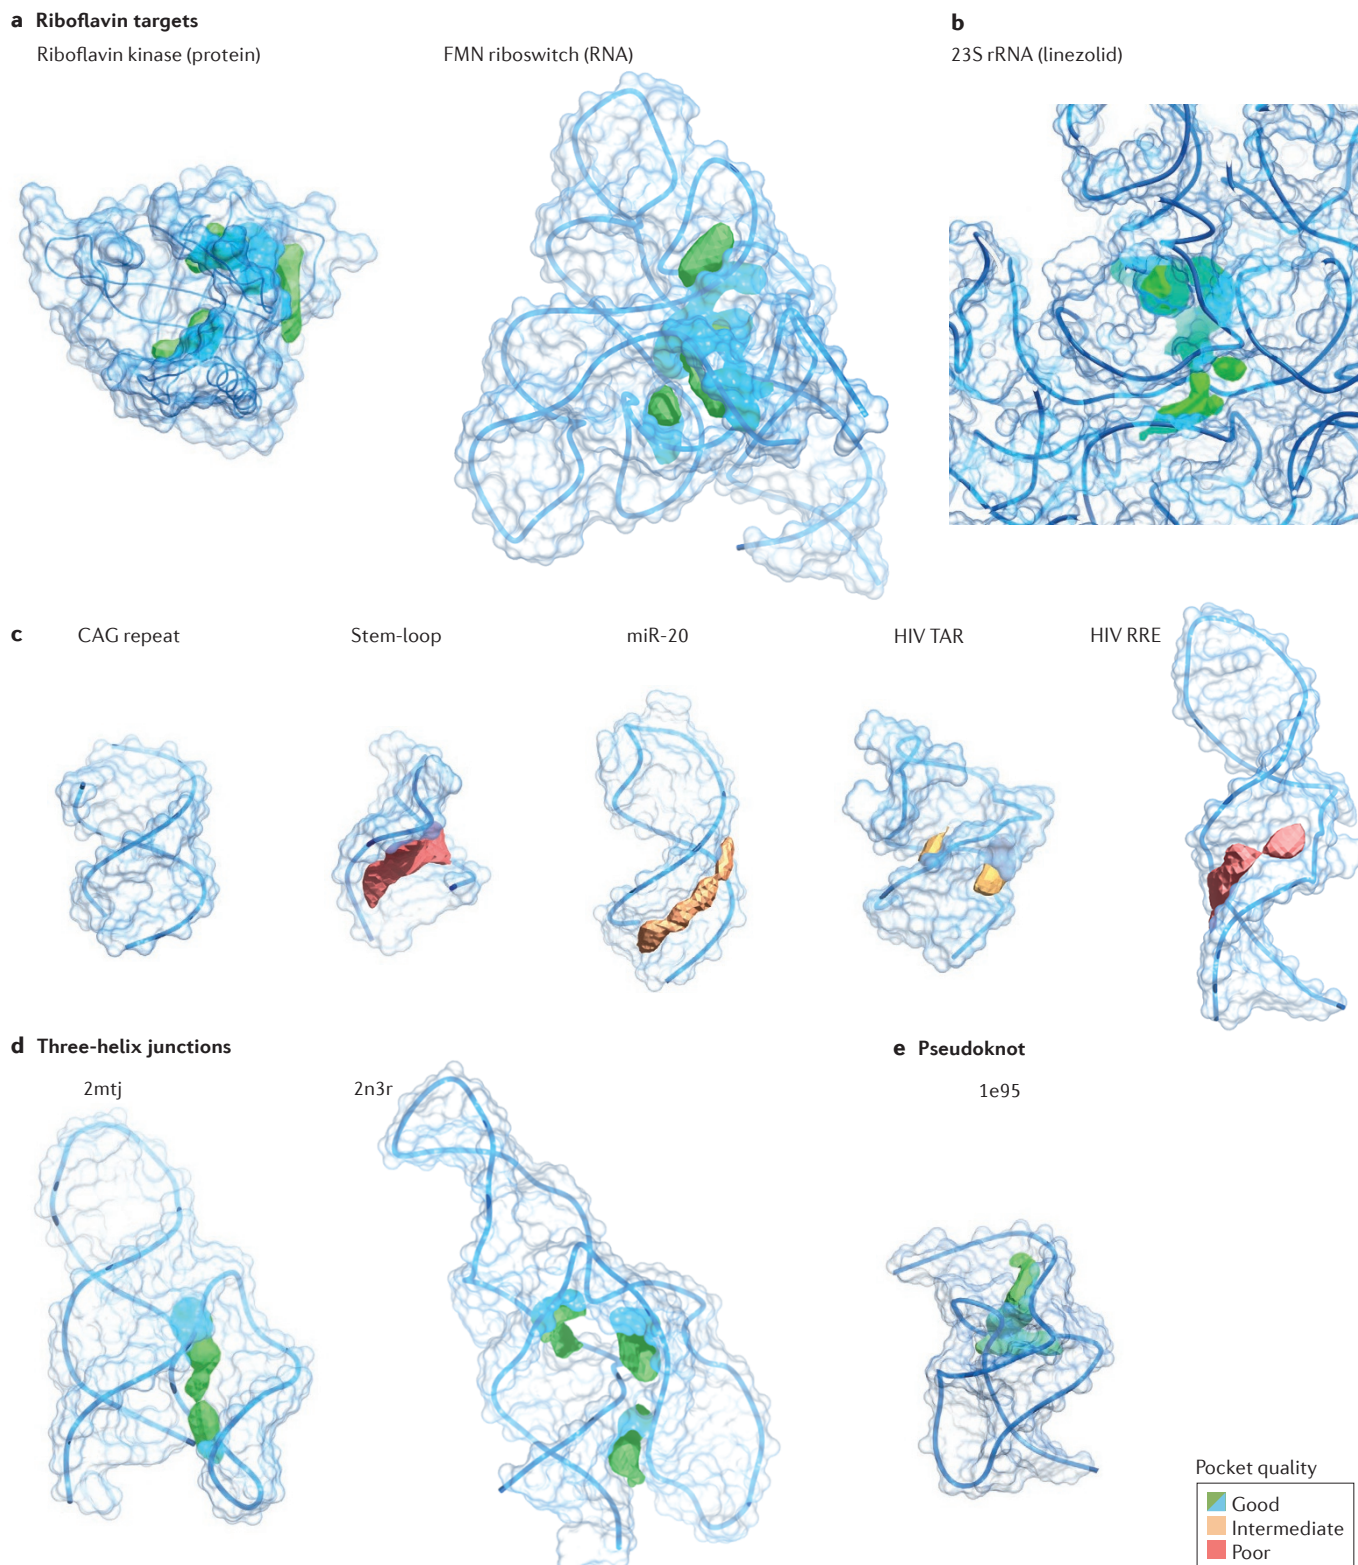 a Riboflavin targets
Riboflavin kinase (protein)
FMN riboswitch (RNA)
b
23S rRNA (linezolid)
c
CAG repeat
Stem-loop
miR-20
HIV TAR
HIV RRE
d Three-helix junctions
2mtj
2n3r
e Pseudoknot
1e95
Pocket quality
Good
Intermediate
Poor